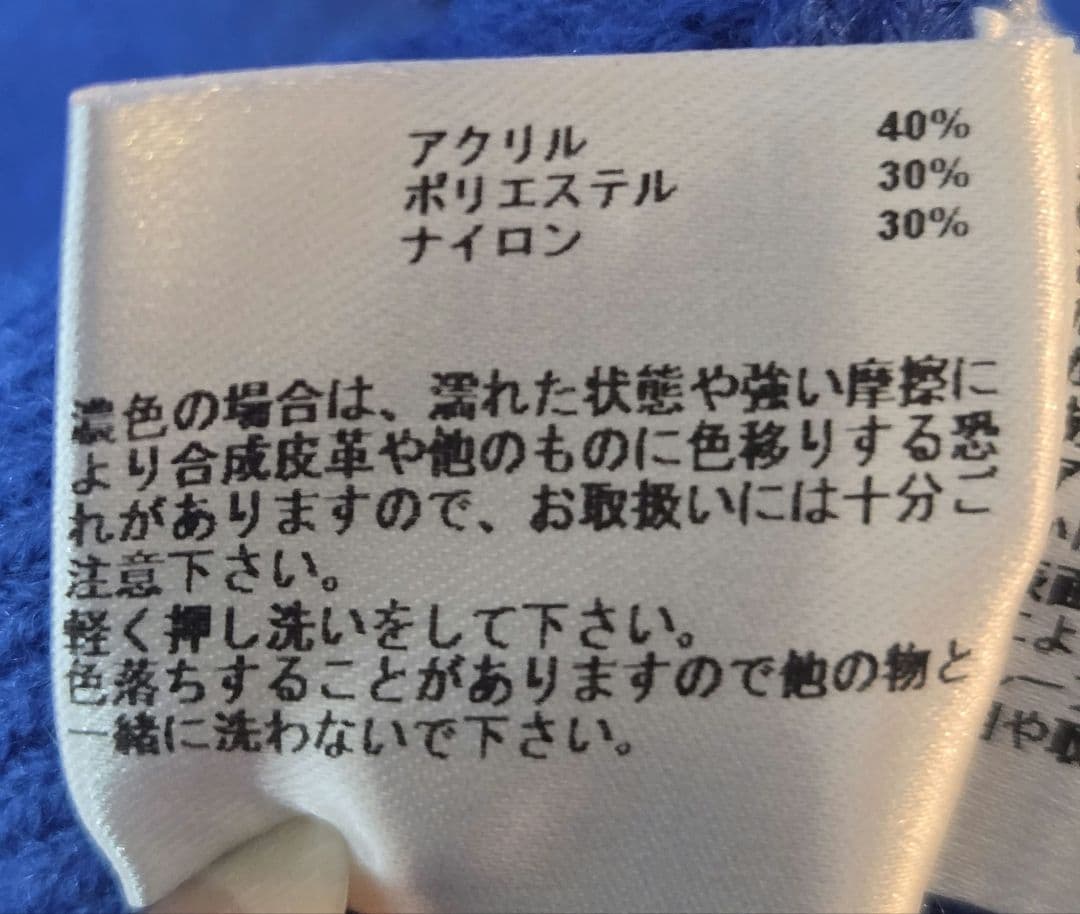 アクリル 40%
ポリエステル 30%
ナイロン 30%
濃色の場合は、濡れた状態や強い摩擦に
より合成皮革や他のものに色移りする恐
れがありますので、お取扱いには十分ご
注意下さい。
軽く押し洗いをして下さい。
色落ちすることがありますので他の物と
一緒に洗わないで下さい。